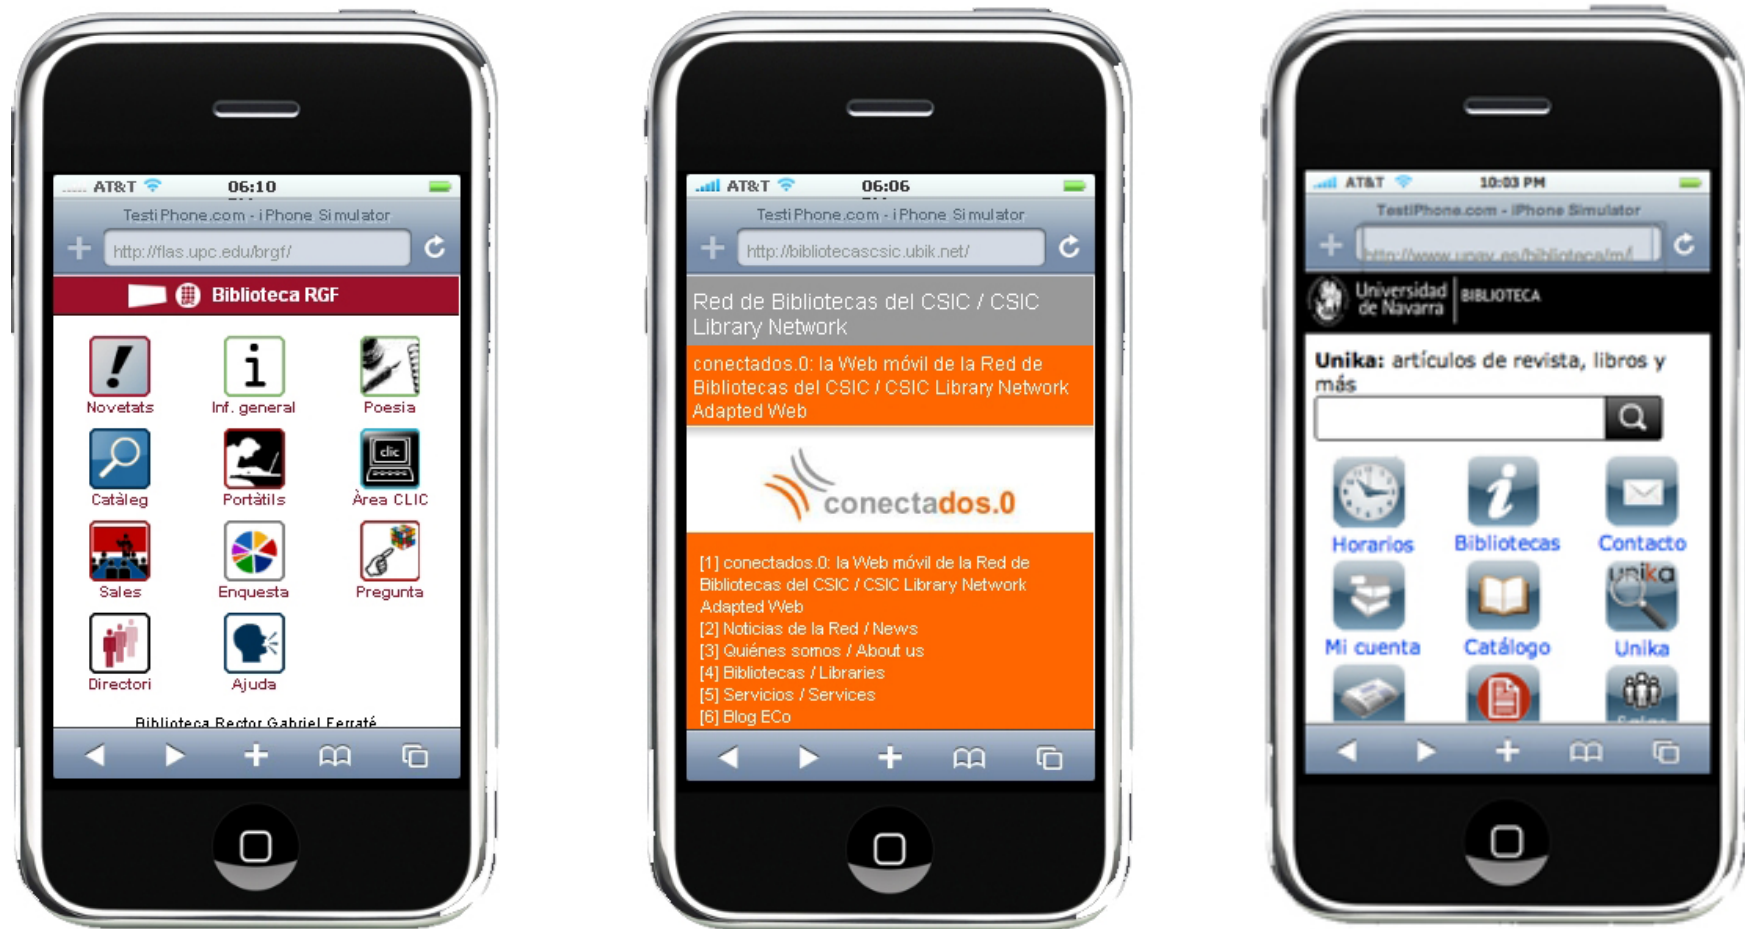 ..... AT&T 06:10
TestiPhone.com - iPhone Simulator
http://flas.upc.edu/brgf/
Biblioteca RGF
Novetats Inf. general Poesia
clic
Catàleg Portàtils Àrea CLIC
Sales Enquesta Pregunta
Directori Ajuda
Biblioteca Rector Gabriel Ferraté
AT&T 06:06
TestiPhone.com - iPhone Simulator
http://bibliotecascsic.ubik.net/
Red de Bibliotecas del CSIC / CSIC
Library Network
conectados.0: la Web móvil de la Red de
Bibliotecas del CSIC / CSIC Library Network
Adapted Web
conectados.0
[1] conectados.0: la Web móvil de la Red de
Bibliotecas del CSIC / CSIC Library Network
Adapted Web
[2] Noticias de la Red / News
[3] Quiénes somos / About us
[4] Bibliotecas / Libraries
[5] Servicios / Services
[6] Blog ECo
AT&T 10:03 PM
TestiPhone.com - iPhone Simulator
http://www.unav.es/biblioteca/m/
Universidad
de Navarra
BIBLIOTECA
Unika: artículos de revista, libros y
más
Horarios Bibliotecas Contacto
unika
Mi cuenta Catálogo Unika